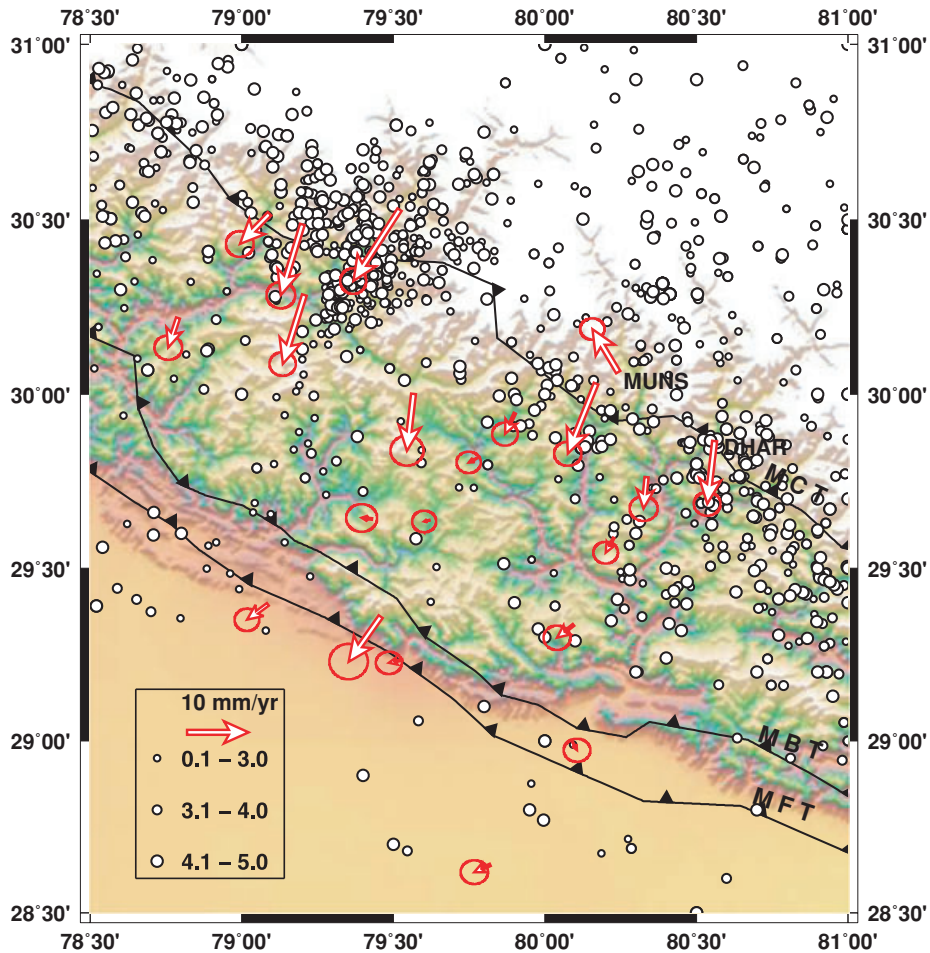 78˚30' 79˚00' 79˚30' 80˚00' 80˚30' 81˚00'
31˚00' 31˚00'
30˚30' 30˚30'
30˚00' 30˚00'
29˚30' 29˚30'
29˚00' 29˚00'
28˚30' 28˚30'
MUNS
DHAR
MCT
MBT
MFT
10 mm/yr
0.1 – 3.0
3.1 – 4.0
4.1 – 5.0
78˚30' 79˚00' 79˚30' 80˚00' 80˚30' 81˚00'